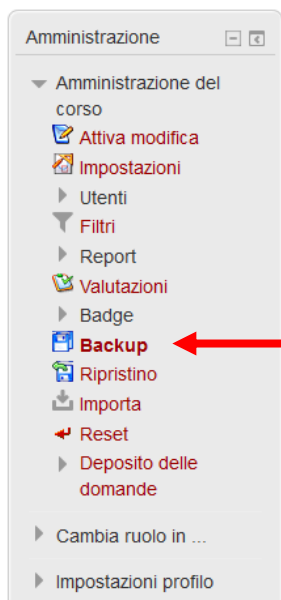 Amministrazione
Amministrazione del
corso
Attiva modifica
Impostazioni
Utenti
Filtri
Report
Valutazioni
Badge
Backup
Ripristino
Importa
Reset
Deposito delle
domande
Cambia ruolo in ...
Impostazioni profilo